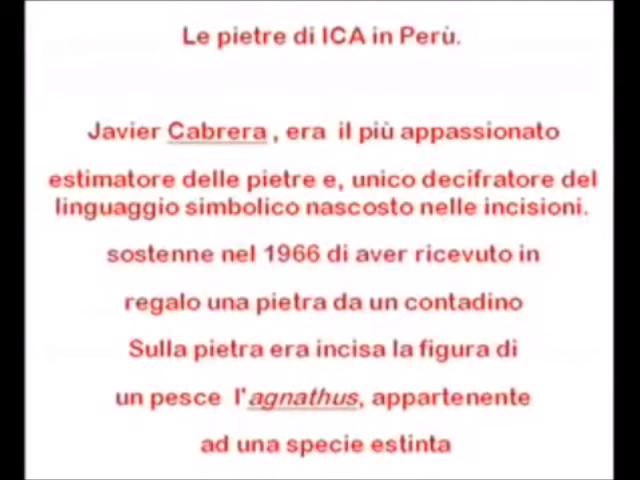 Le pietre di ICA in Perù.
Javier Cabrera , era il più appassionato
estimatore delle pietre e, unico decifratore del
linguaggio simbolico nascosto nelle incisioni.
sostenne nel 1966 di aver ricevuto in
regalo una pietra da un contadino
Sulla pietra era incisa la figura di
un pesce l'agnathus, appartenente
ad una specie estinta